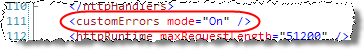 110 </httpHandlers>
111 <customErrors mode="On" />
112 <httpRuntime maxRequestLength="51200" />